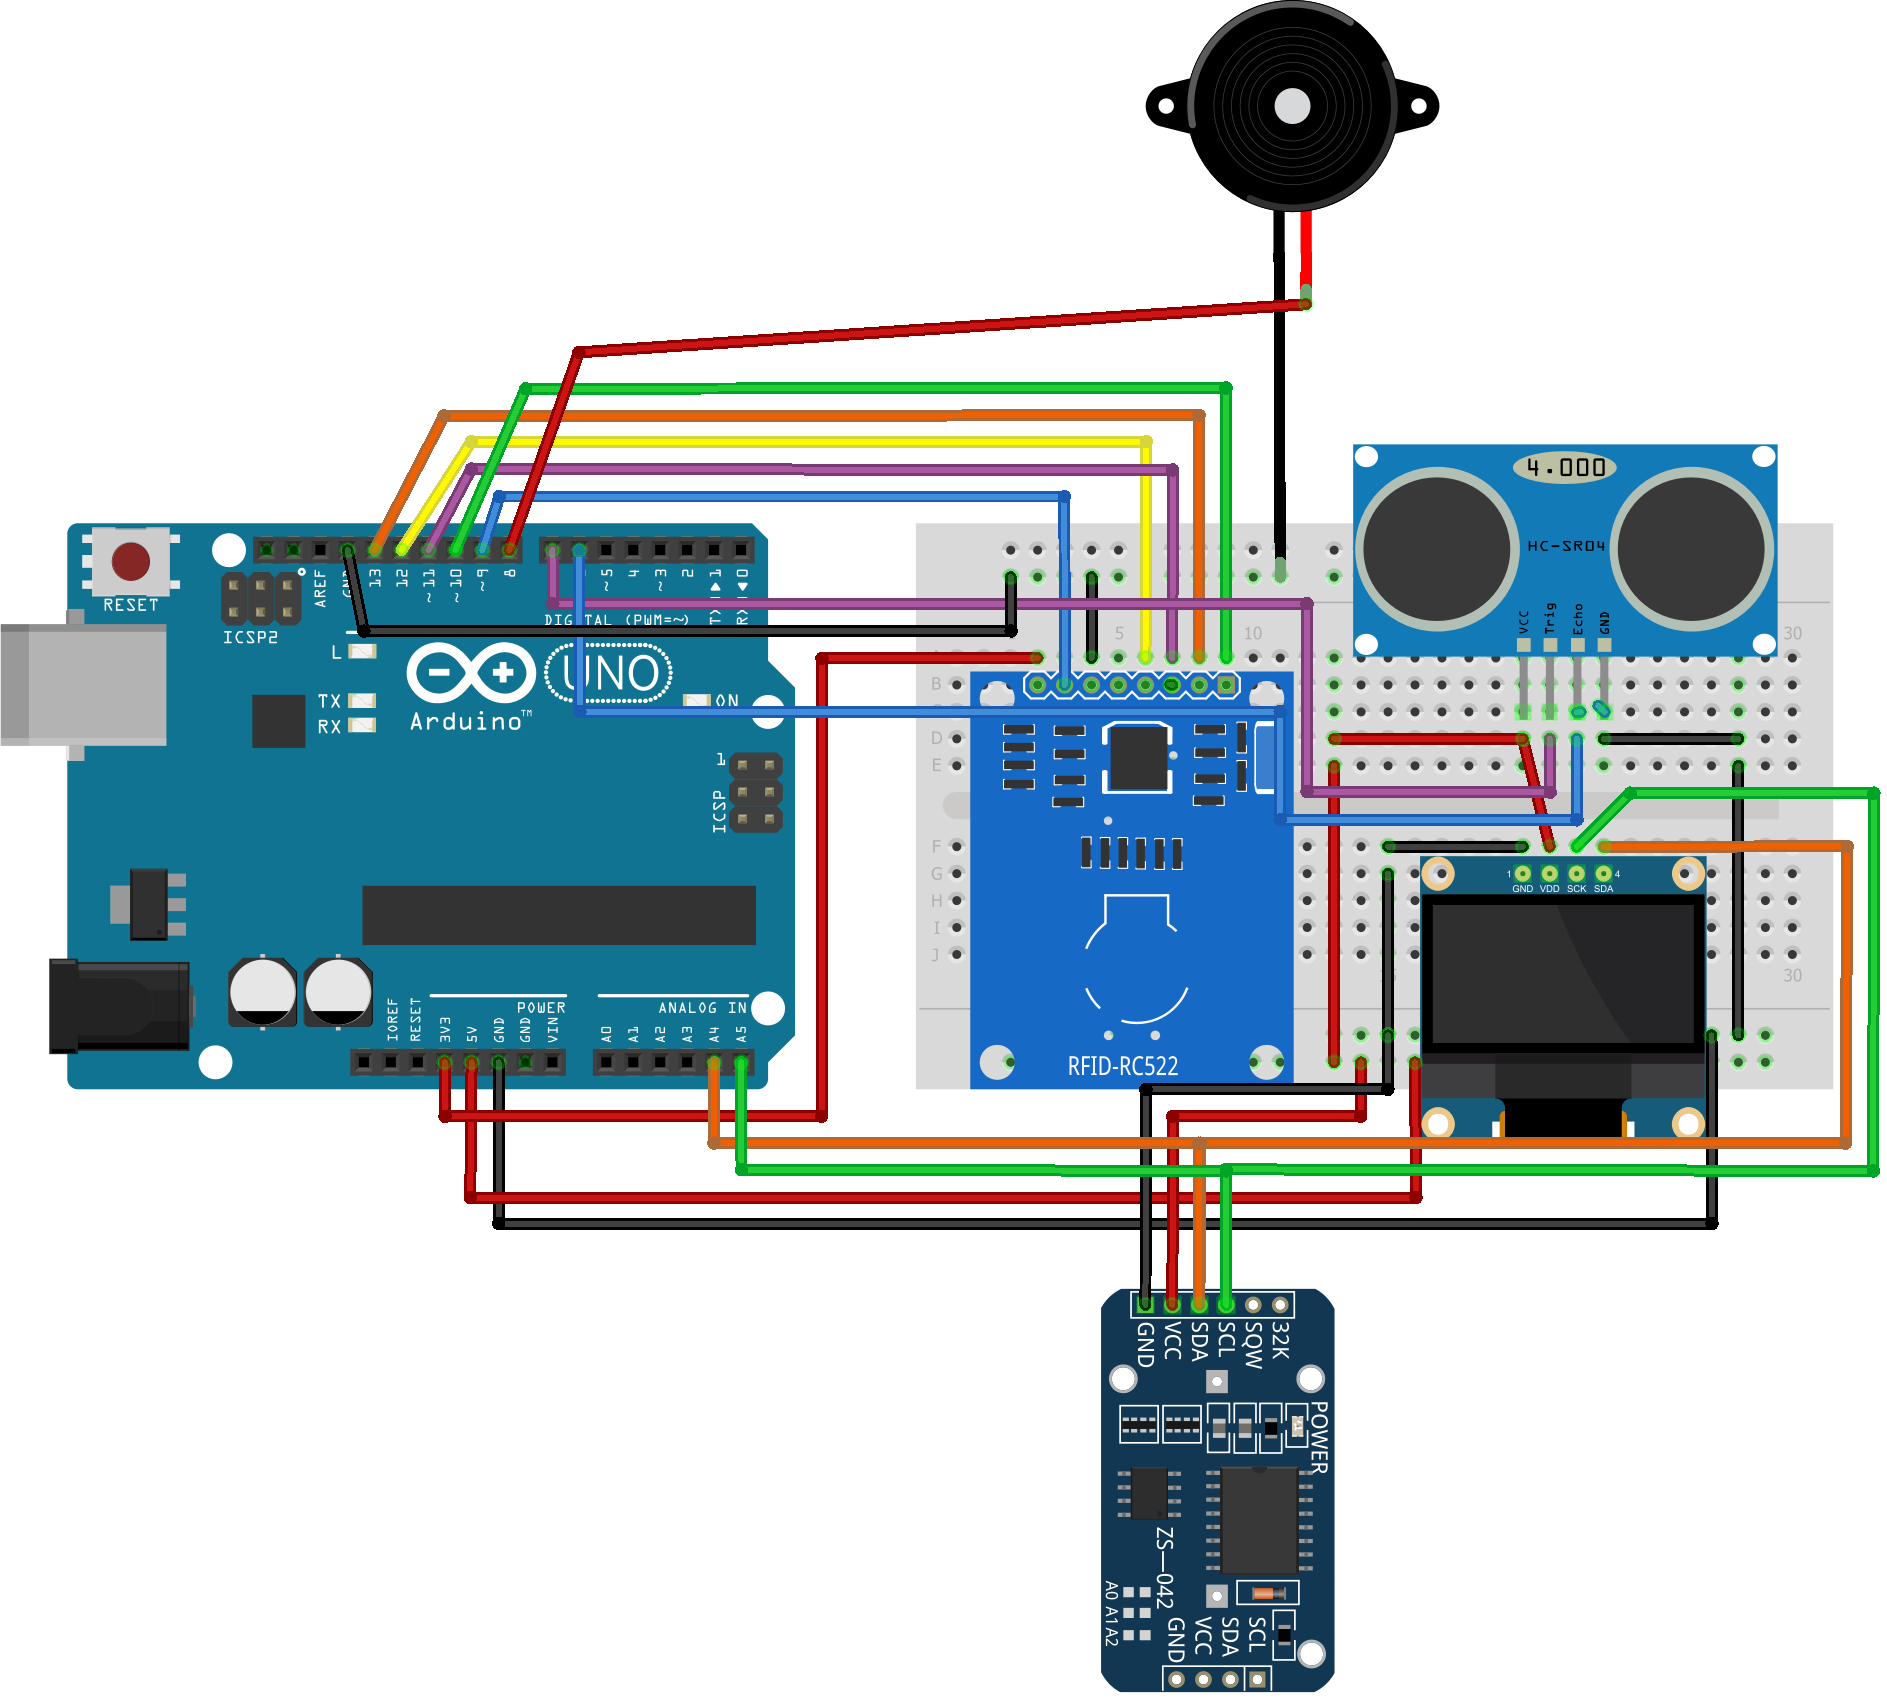 4.000
HC-SR04
VCC
Trig
Echo
GND
RESET
ICSP2
AREF
GND
13
12
~11
~10
~9
8
~5
4
~3
2
TX▶1
RX◀0
DIGITAL (PWM=~)
L
TX
RX
UNO
Arduino™
ON
1
ICSP
IOREF
RESET
3V3
5V
GND
GND
VIN
POWER
A0
A1
A2
A3
A4
A5
ANALOG IN
5
10
30
B
D
E
F
G
H
I
J
30
RFID-RC522
1
GND
VDD
SCK
SDA
4
GND
VCC
SDA
SCL
SQW
32K
POWER
ZS-042
A0 A1 A2
GND
VCC
SDA
SCL